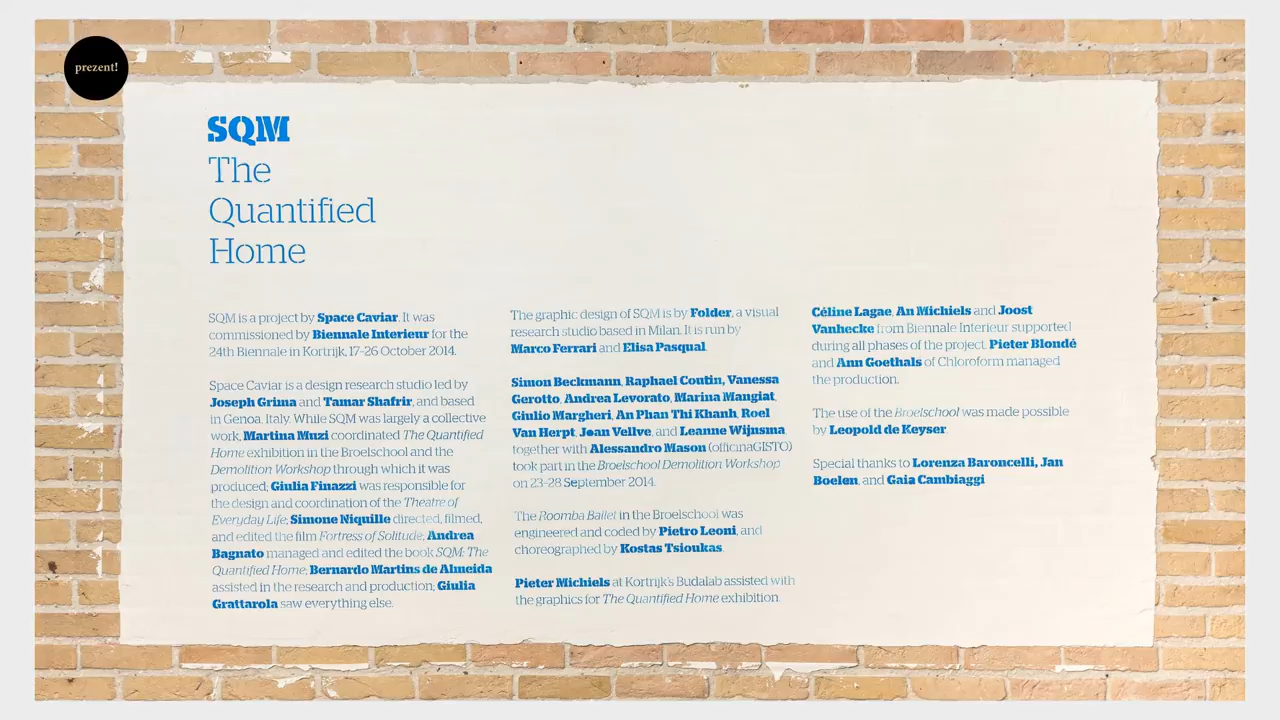 prezent!
SQM
The
Quantified
Home
SQM is a project by Space Caviar. It was
commissioned by Biennale Interieur for the
24th Biennale in Kortrijk, 17-26 October 2014.
Space Caviar is a design research studio led by
Joseph Grima and Tamar Shafrir, and based
in Genoa, Italy. While SQM was largely a collective
work, Martina Muzi coordinated The Quantified
Home exhibition in the Broelschool and the
Demolition Workshop through which it was
produced; Giulia Finazzi was responsible for
the design and coordination of the Theatre of
Everyday Life; Simone Niquille directed, filmed,
and edited the film Fortress of Solitude; Andrea
Bagnato managed and edited the book SQM: The
Quantified Home; Bernardo Martins de Almeida
assisted in the research and production; Giulia
Grattarola saw everything else.
The graphic design of SQM is by Folder, a visual
research studio based in Milan. It is run by
Marco Ferrari and Elisa Pasqual.
Simon Beckmann, Raphael Coutin, Vanessa
Gerotto, Andrea Levorato, Marina Mangiat,
Giulio Margheri, An Phan Thi Khanh, Roel
Van Herpt, Joan Vellve, and Leanne Wijnsma,
together with Alessandro Mason (officinaGISTO)
took part in the Broelschool Demolition Workshop
on 23-28 September 2014.
The Roomba Ballet in the Broelschool was
engineered and coded by Pietro Leoni, and
choreographed by Kostas Tsioukas.
Pieter Michiels at Kortrijk's Budalab assisted with
the graphics for The Quantified Home exhibition.
Céline Lagae, An Michiels and Joost
Vanhecke from Biennale Interieur supported
during all phases of the project. Pieter Blondé
and Ann Goethals of Chloroform managed
the production.
The use of the Broelschool was made possible
by Leopold de Keyser.
Special thanks to Lorenza Baroncelli, Jan
Boelen, and Gaia Cambiaggi